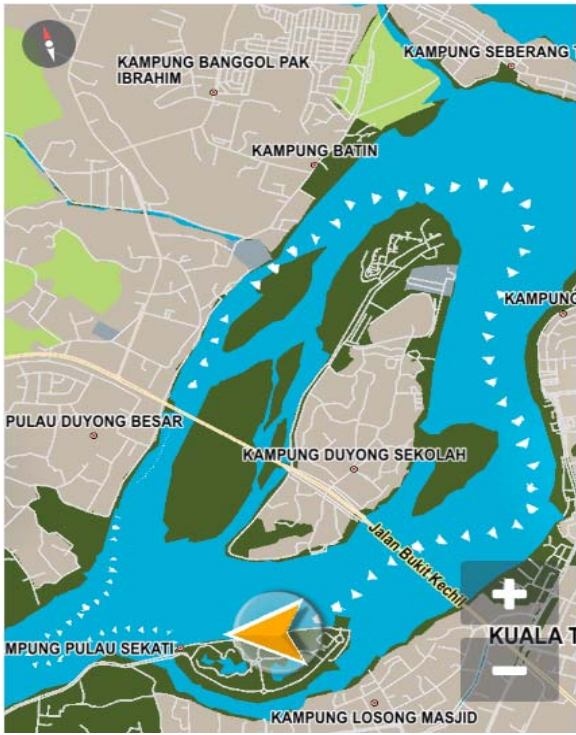 KAMPUNG SEBERANG T
KAMPUNG BANGGOL PAK
IBRAHIM
KAMPUNG BATIN
KAMPUNG
PULAU DUYONG BESAR
KAMPUNG DUYONG SEKOLAH
Jalan Bukit Kechil
KUALA T
MPUNG PULAU SEKATI
KAMPUNG LOSONG MASJID